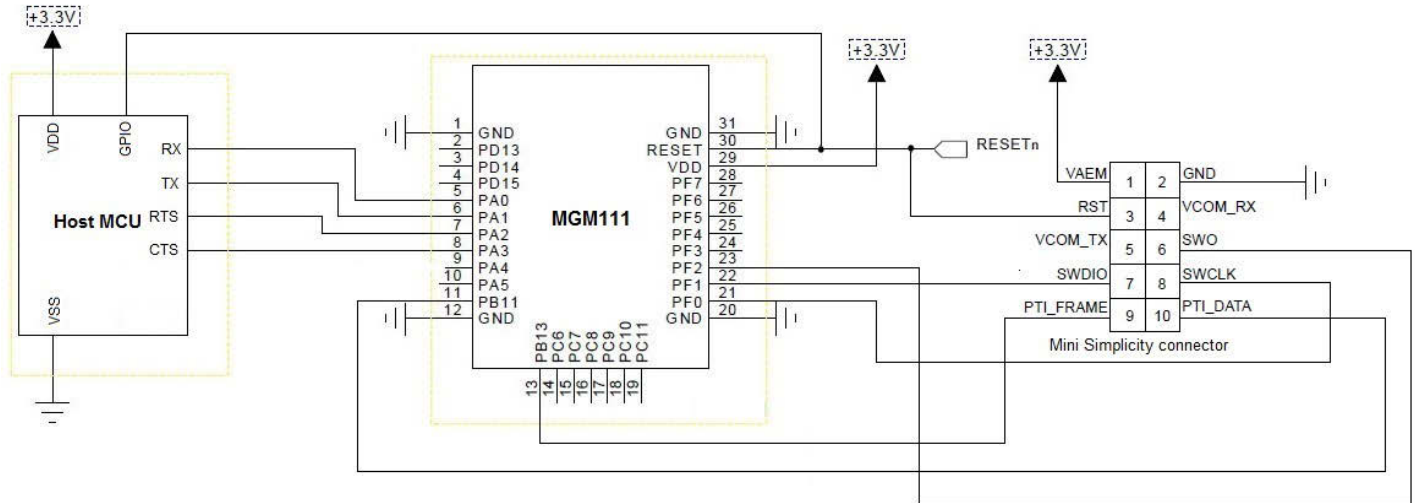 +3.3V
+3.3V
+3.3V
VDD
GPIO
RX
TX
RTS
CTS
Host MCU
VSS
1
2
3
4
5
6
7
8
9
10
11
12
GND
PD13
PD14
PD15
PA0
PA1
PA2
PA3
PA4
PA5
PB11
GND
MGM111
GND
RESET
VDD
PF7
PF6
PF5
PF4
PF3
PF2
PF1
PF0
GND
31
30
29
28
27
26
25
24
23
22
21
20
PB13
PC6
PC7
PC8
PC9
PC10
PC11
13
14
15
16
17
18
19
RESETn
VAEM 1 2 GND
RST 3 4 VCOM_RX
VCOM_TX 5 6 SWO
SWDIO 7 8 SWCLK
PTI_FRAME 9 10 PTI_DATA
Mini Simplicity connector